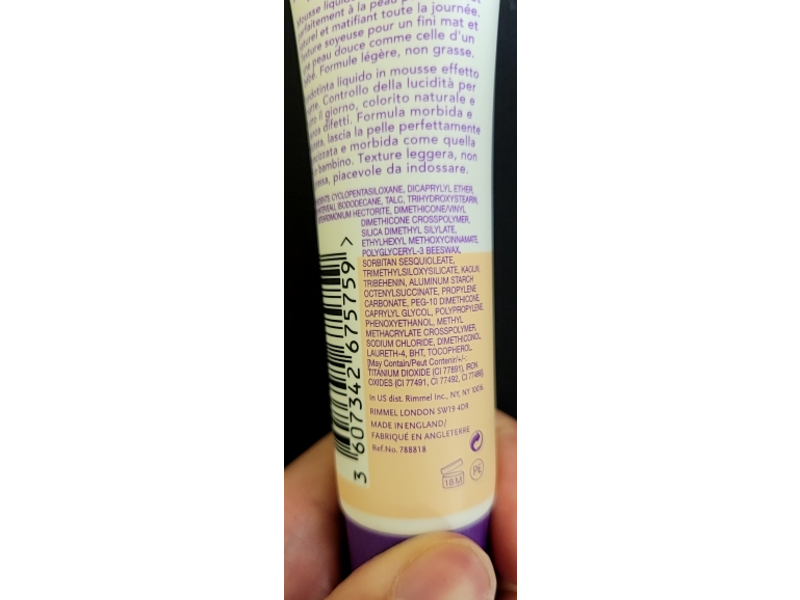 Mousse liquid
parfaitement à la peau
naturel et matifiant toute la journée.
Texture soyeuse pour un fini mat et
une peau douce comme celle d'un
bébé. Formule légère, non grasse.
Fondotinta liquido in mousse effetto
Controllo della lucidità per
tutto il giorno, colorito naturale e
senza difetti. Formula morbida e
lascia la pelle perfettamente
e morbida come quella
bambino. Texture leggera, non
piacevole da indossare.
CYCLOPENTASILOXANE, DICAPRYLYL ETHER,
ISODODECANE, TALC, TRIHYDROXYSTEARIN,
HECTORITE, DIMETHICONE/VINYL
DIMETHICONE CROSSPOLYMER,
SILICA DIMETHYL SILYLATE,
ETHYLHEXYL METHOXYCINNAMATE,
POLYGLYCERYL-3 BEESWAX,
SORBITAN SESQUIOLEATE,
TRIMETHYLSILOXYSILICATE, KAOLIN,
TRIBEHENIN, ALUMINUM STARCH
OCTENYLSUCCINATE, PROPYLENE
CARBONATE, PEG-10 DIMETHICONE,
CAPRYLYL GLYCOL, POLYPROPYLENE,
PHENOXYETHANOL, METHYL
METHACRYLATE CROSSPOLYMER,
SODIUM CHLORIDE, DIMETHICONOL,
LAURETH-4, BHT, TOCOPHEROL.
[May Contain/Peut Contenir/+/-:
TITANIUM DIOXIDE (CI 77891), IRON
OXIDES (CI 77491, CI 77492, CI 77499)]
In US dist. Rimmel Inc., NY, NY 10016
RIMMEL LONDON SW19 4DR
MADE IN ENGLAND/
FABRIQUÉ EN ANGLETERRE
Ref.No. 788818
18M
PE
3 607342 675759 >